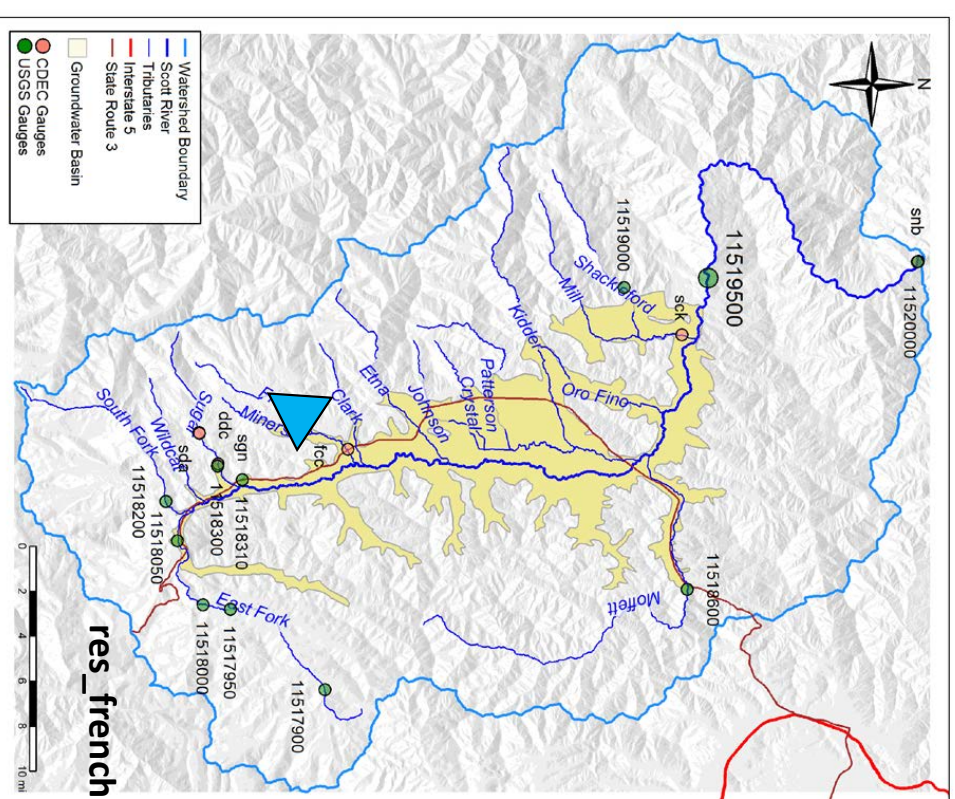 N
snb
11520000
11519500
11519000
Shackleford
Mill
sck
Kidder
Oro Fino
Patterson
Crystal
Johnson
Etna
Clark
fcc
Miners
Sugar
ddc
sgn
Wildcat
sda
South Fork
11518310
11518300
11518200
11518050
East Fork
11518000
11517950
11517900
Moffett
11518600
Watershed Boundary
Scott River
Tributaries
Interstate 5
State Route 3
Groundwater Basin
CDEC Gauges
USGS Gauges
0 2 4 6 8 10 mi
res_french